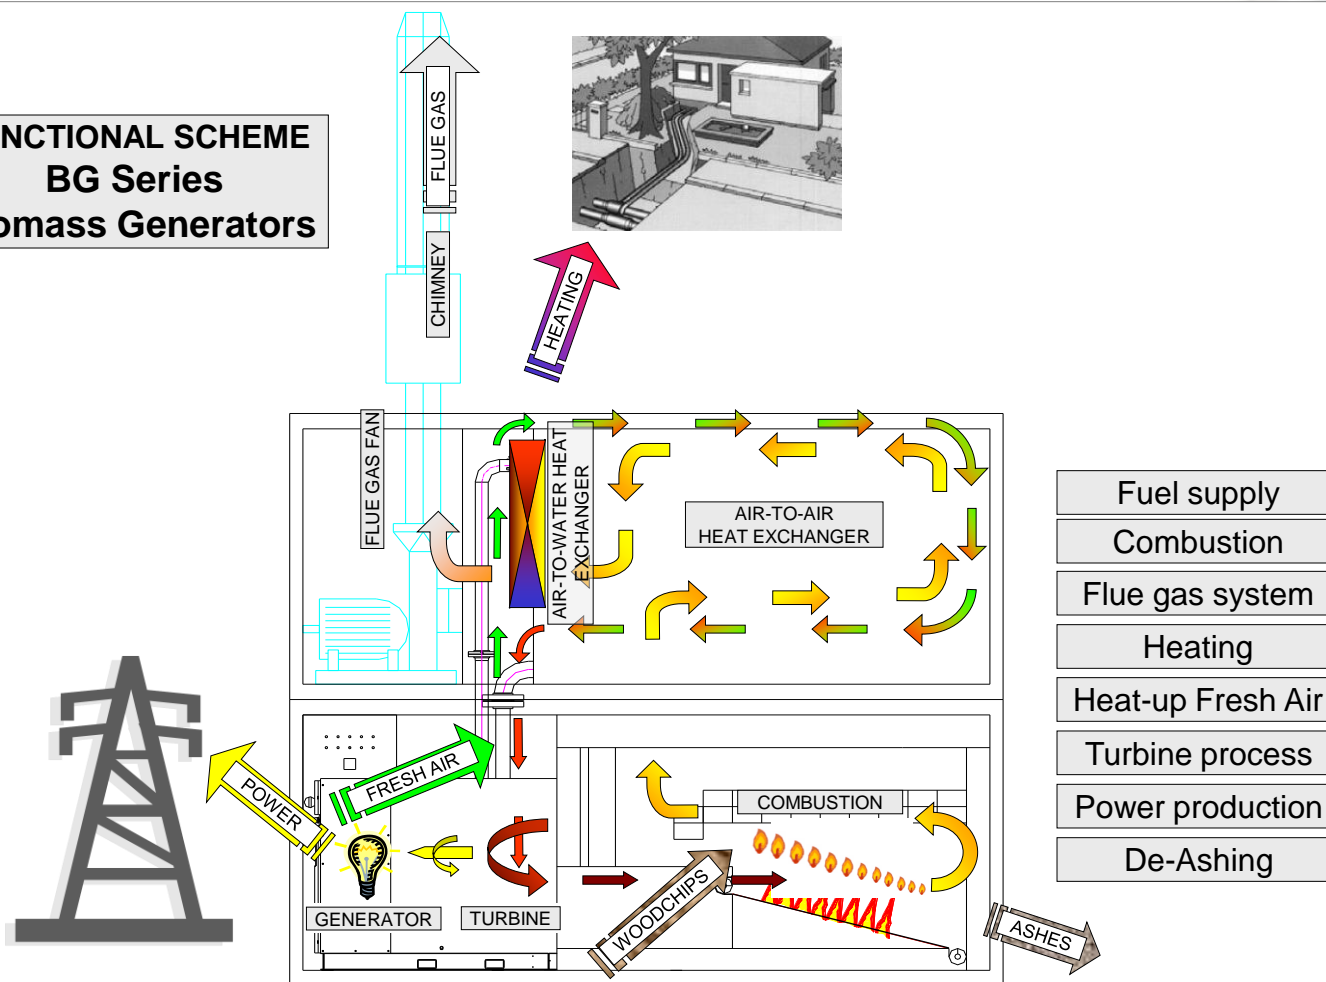 NCTIONAL SCHEME
BG Series
omass Generators
FLUE GAS
CHIMNEY
HEATING
FLUE GAS FAN
AIR-TO-WATER HEAT
EXCHANGER
AIR-TO-AIR
HEAT EXCHANGER
POWER
FRESH AIR
COMBUSTION
GENERATOR
TURBINE
WOODCHIPS
ASHES
Fuel supply
Combustion
Flue gas system
Heating
Heat-up Fresh Air
Turbine process
Power production
De-Ashing